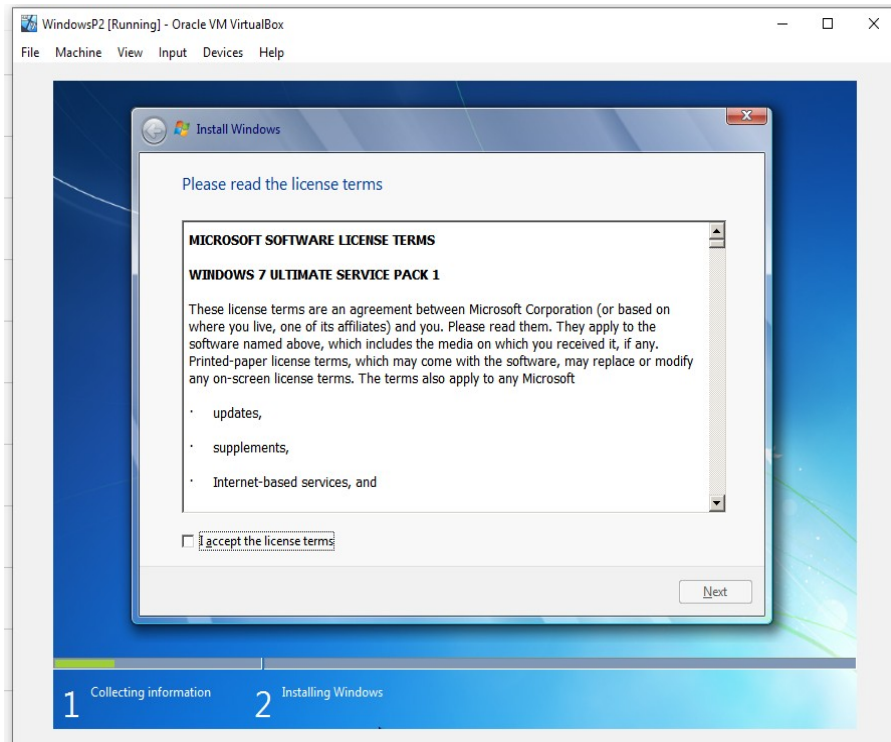 WindowsP2 [Running] - Oracle VM VirtualBox
File Machine View Input Devices Help
Install Windows
Please read the license terms
MICROSOFT SOFTWARE LICENSE TERMS
WINDOWS 7 ULTIMATE SERVICE PACK 1
These license terms are an agreement between Microsoft Corporation (or based on
where you live, one of its affiliates) and you. Please read them. They apply to the
software named above, which includes the media on which you received it, if any.
Printed-paper license terms, which may come with the software, may replace or modify
any on-screen license terms. The terms also apply to any Microsoft
· updates,
· supplements,
· Internet-based services, and
I accept the license terms
Next
1 Collecting information 2 Installing Windows